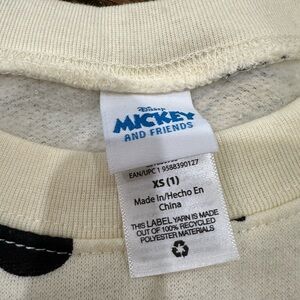 Disney
MICKEY
AND FRIENDS
EAN/UPC 1 9588390127
XS (1)
Made in/Hecho En
China
THIS LABEL YARN IS MADE
OUT OF 100% RECYCLED
POLYESTER MATERIALS